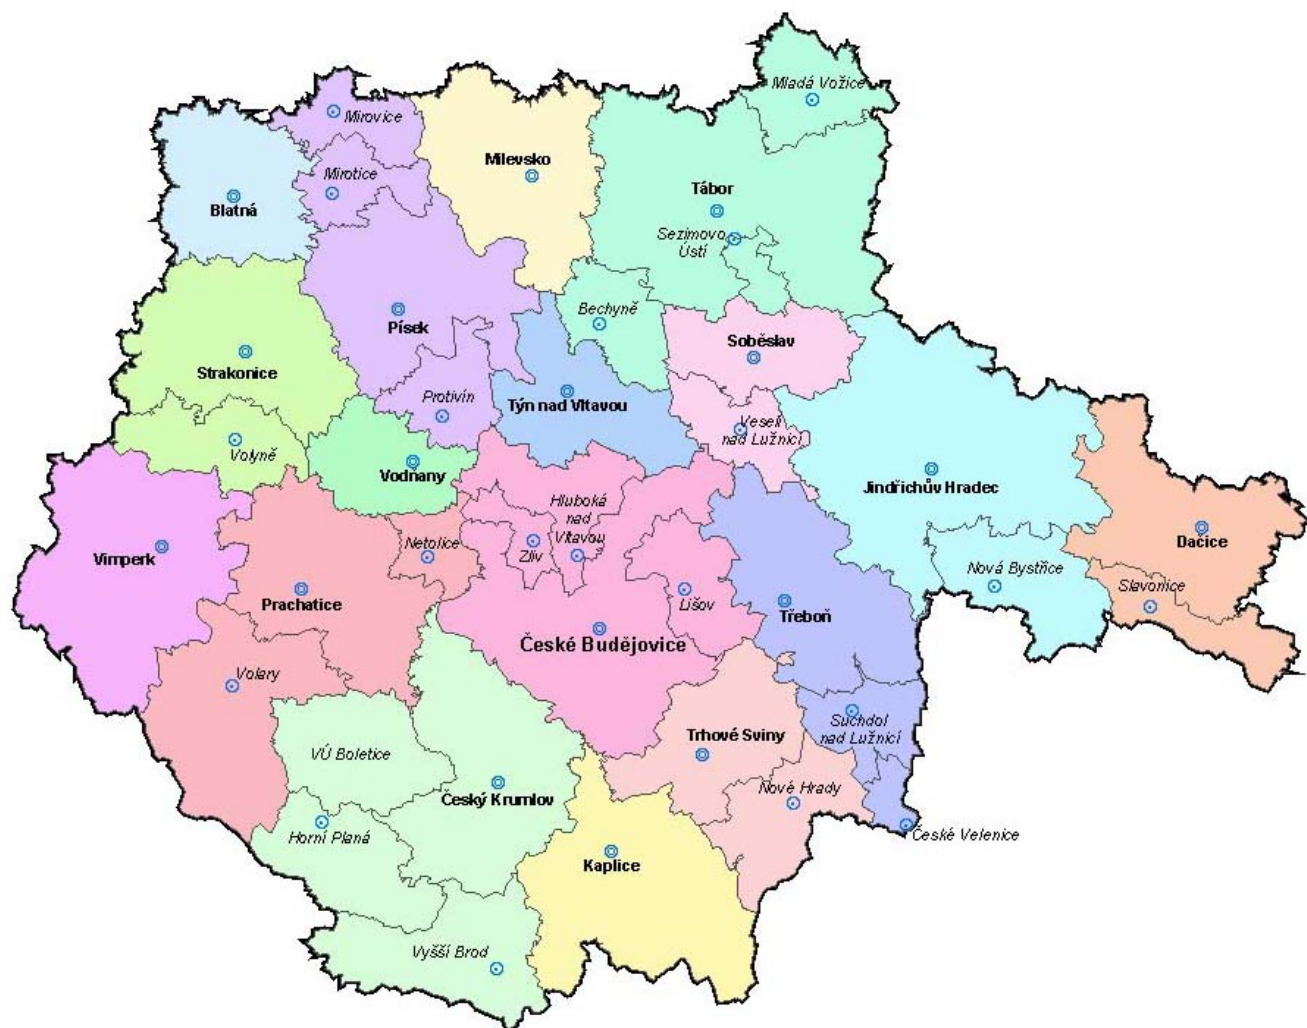 Mladá Vožice
Mirovice
Milevsko
Mirotice
Tábor
Blatná
Sezimovo
Ústí
Bechyně
Písek
Soběslav
Strakonice
Protivín
Týn nad Vltavou
Veselí
nad Lužnicí
Volyně
Vodňany
Jindřichův Hradec
Hluboká
nad
Vltavou
Dačice
Vimperk
Netolice
Zliv
Nová Bystřice
Slavonice
Prachatice
Lišov
Třeboň
České Budějovice
Volary
Suchdol
nad Lužnicí
Trhové Sviny
VÚ Boletice
Nové Hrady
Český Krumlov
Horní Planá
České Velenice
Kaplice
Vyšší Brod